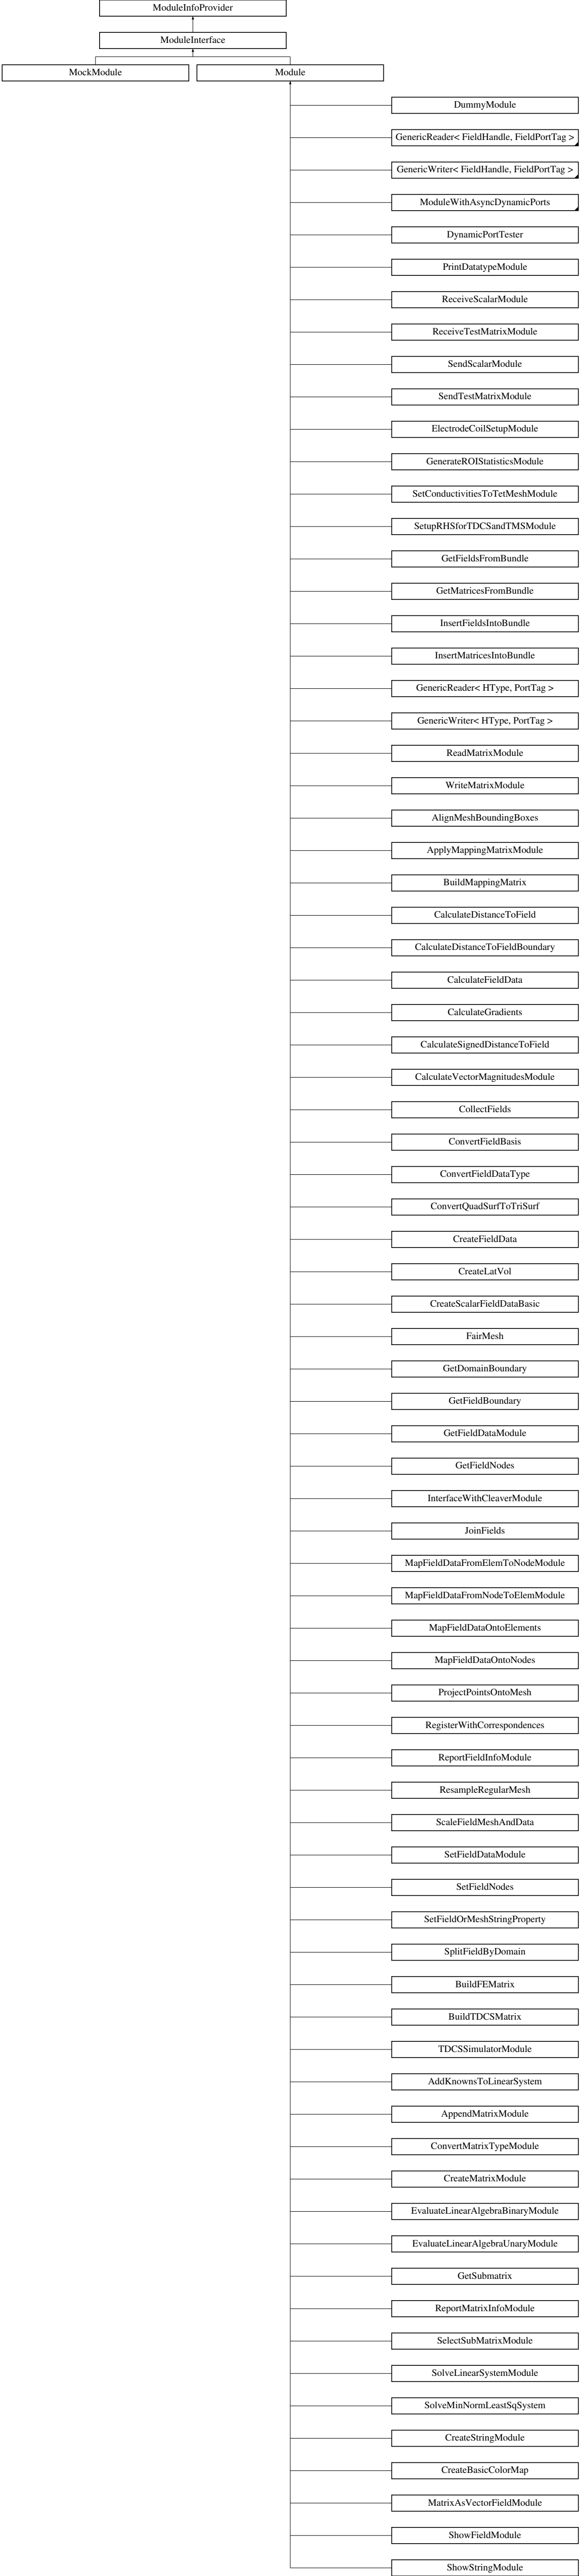 ModuleInfoProvider
ModuleInterface
MockModule
Module
DummyModule
GenericReader< FieldHandle, FieldPortTag >
GenericWriter< FieldHandle, FieldPortTag >
ModuleWithAsyncDynamicPorts
DynamicPortTester
PrintDatatypeModule
ReceiveScalarModule
ReceiveTestMatrixModule
SendScalarModule
SendTestMatrixModule
ElectrodeCoilSetupModule
GenerateROIStatisticsModule
SetConductivitiesToTetMeshModule
SetupRHSforTDCSandTMSModule
GetFieldsFromBundle
GetMatricesFromBundle
InsertFieldsIntoBundle
InsertMatricesIntoBundle
GenericReader< HType, PortTag >
GenericWriter< HType, PortTag >
ReadMatrixModule
WriteMatrixModule
AlignMeshBoundingBoxes
ApplyMappingMatrixModule
BuildMappingMatrix
CalculateDistanceToField
CalculateDistanceToFieldBoundary
CalculateFieldData
CalculateGradients
CalculateSignedDistanceToField
CalculateVectorMagnitudesModule
CollectFields
ConvertFieldBasis
ConvertFieldDataType
ConvertQuadSurfToTriSurf
CreateFieldData
CreateLatVol
CreateScalarFieldDataBasic
FairMesh
GetDomainBoundary
GetFieldBoundary
GetFieldDataModule
GetFieldNodes
InterfaceWithCleaverModule
JoinFields
MapFieldDataFromElemToNodeModule
MapFieldDataFromNodeToElemModule
MapFieldDataOntoElements
MapFieldDataOntoNodes
ProjectPointsOntoMesh
RegisterWithCorrespondences
ReportFieldInfoModule
ResampleRegularMesh
ScaleFieldMeshAndData
SetFieldDataModule
SetFieldNodes
SetFieldOrMeshStringProperty
SplitFieldByDomain
BuildFEMatrix
BuildTDCSMatrix
TDCSSimulatorModule
AddKnownsToLinearSystem
AppendMatrixModule
ConvertMatrixTypeModule
CreateMatrixModule
EvaluateLinearAlgebraBinaryModule
EvaluateLinearAlgebraUnaryModule
GetSubmatrix
ReportMatrixInfoModule
SelectSubMatrixModule
SolveLinearSystemModule
SolveMinNormLeastSqSystem
CreateStringModule
CreateBasicColorMap
MatrixAsVectorFieldModule
ShowFieldModule
ShowStringModule